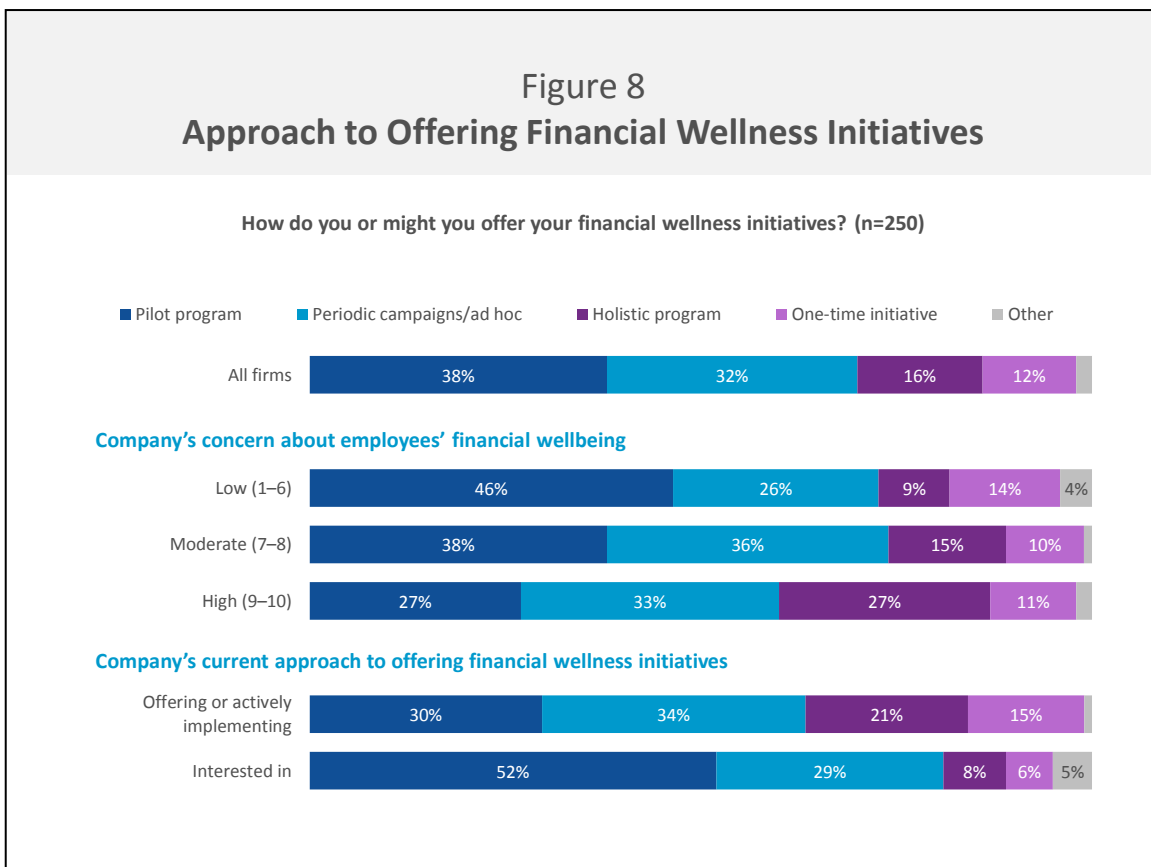 Figure 8
Approach to Offering Financial Wellness Initiatives
How do you or might you offer your financial wellness initiatives? (n=250)
Pilot program Periodic campaigns/ad hoc Holistic program One-time initiative Other
All firms 38% 32% 16% 12%
Company’s concern about employees’ financial wellbeing
Low (1–6) 46% 26% 9% 14% 4%
Moderate (7–8) 38% 36% 15% 10%
High (9–10) 27% 33% 27% 11%
Company’s current approach to offering financial wellness initiatives
Offering or actively
implementing 30% 34% 21% 15%
Interested in 52% 29% 8% 6% 5%